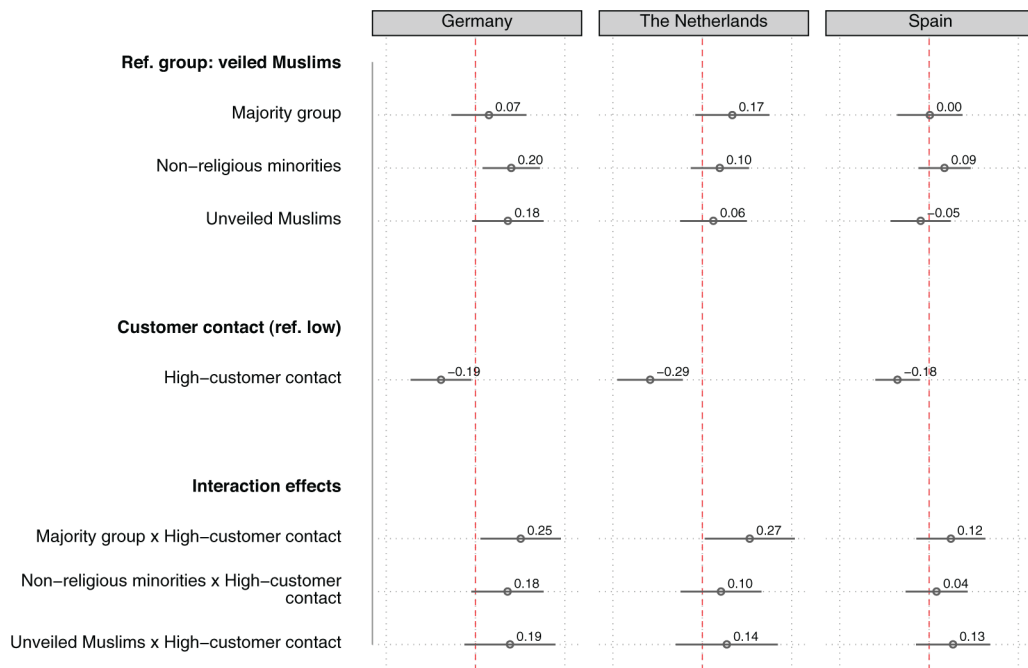 Germany The Netherlands Spain
Ref. group: veiled Muslims
Majority group 0.07 0.17 0.00
Non−religious minorities 0.20 0.10 0.09
Unveiled Muslims 0.18 0.06 −0.05
Customer contact (ref. low)
High−customer contact −0.19 −0.29 −0.18
Interaction effects
Majority group x High−customer contact 0.25 0.27 0.12
Non−religious minorities x High−customer
contact 0.18 0.10 0.04
Unveiled Muslims x High−customer contact 0.19 0.14 0.13